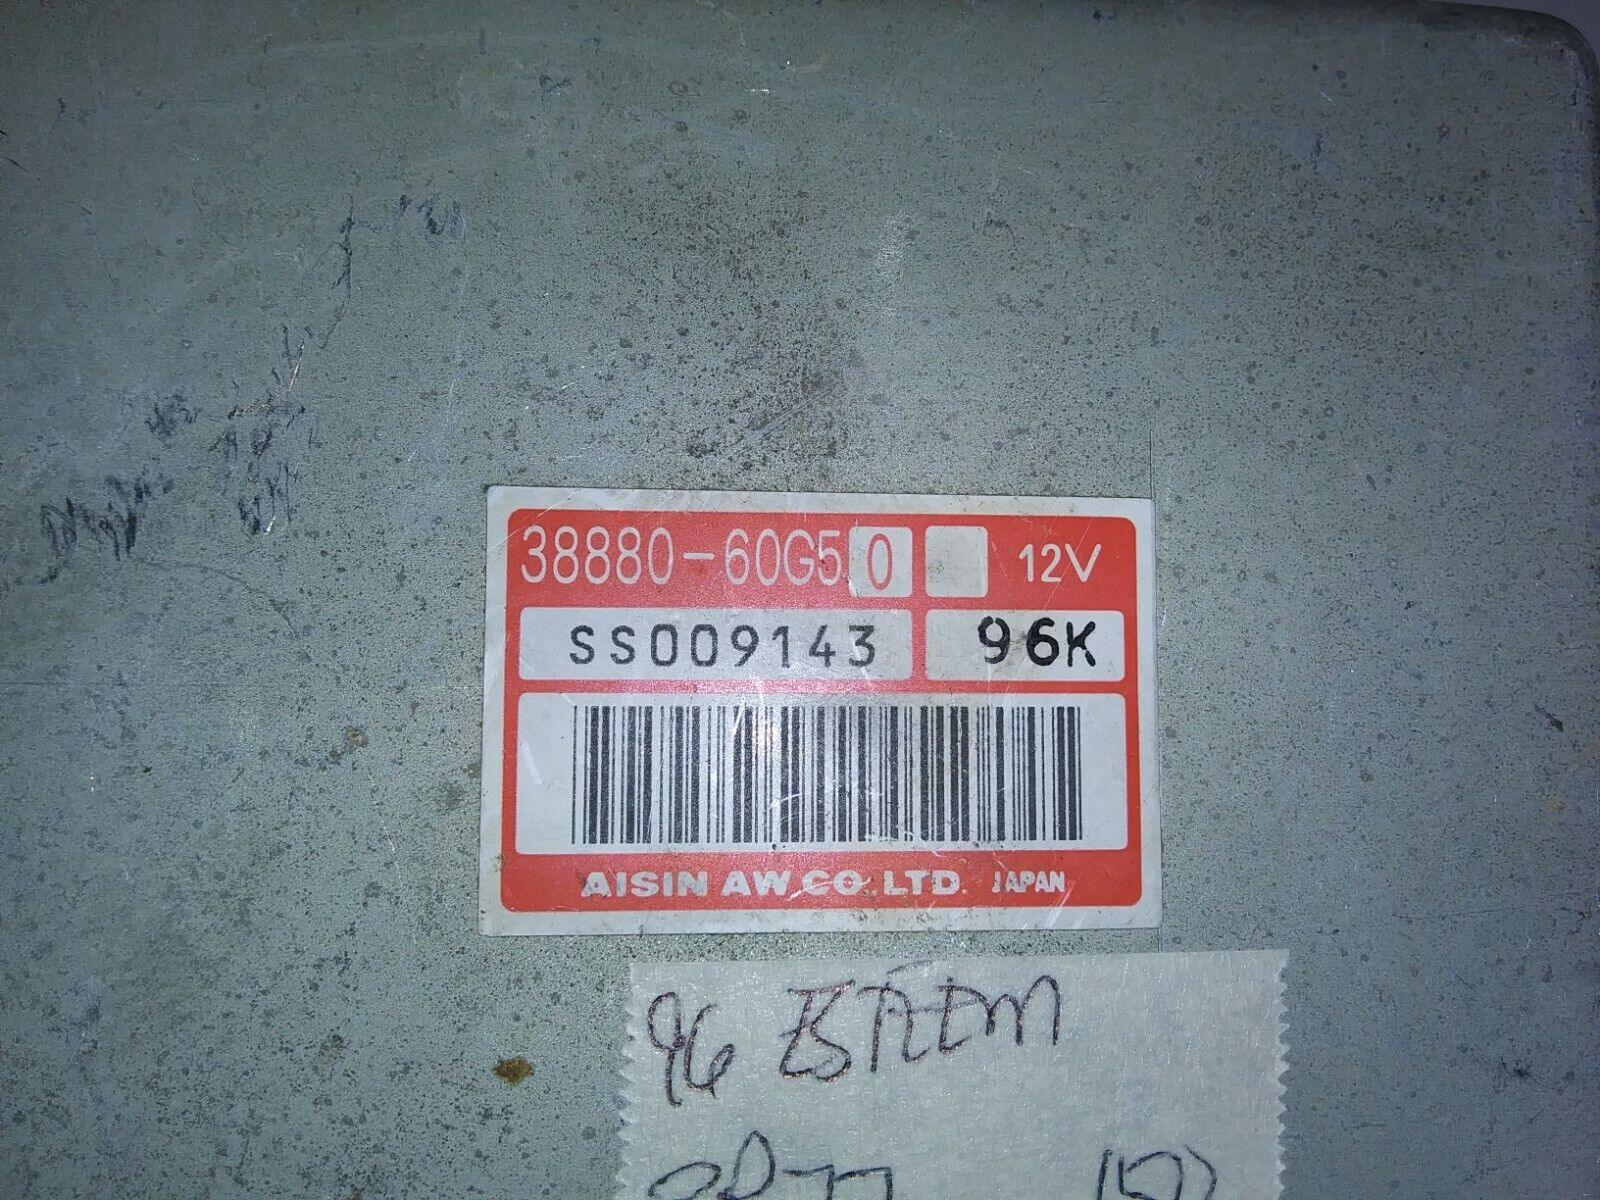 38880-60G50 12V
SS009143 96K
AISIN AW CO.,LTD. JAPAN
96 ESTEEM